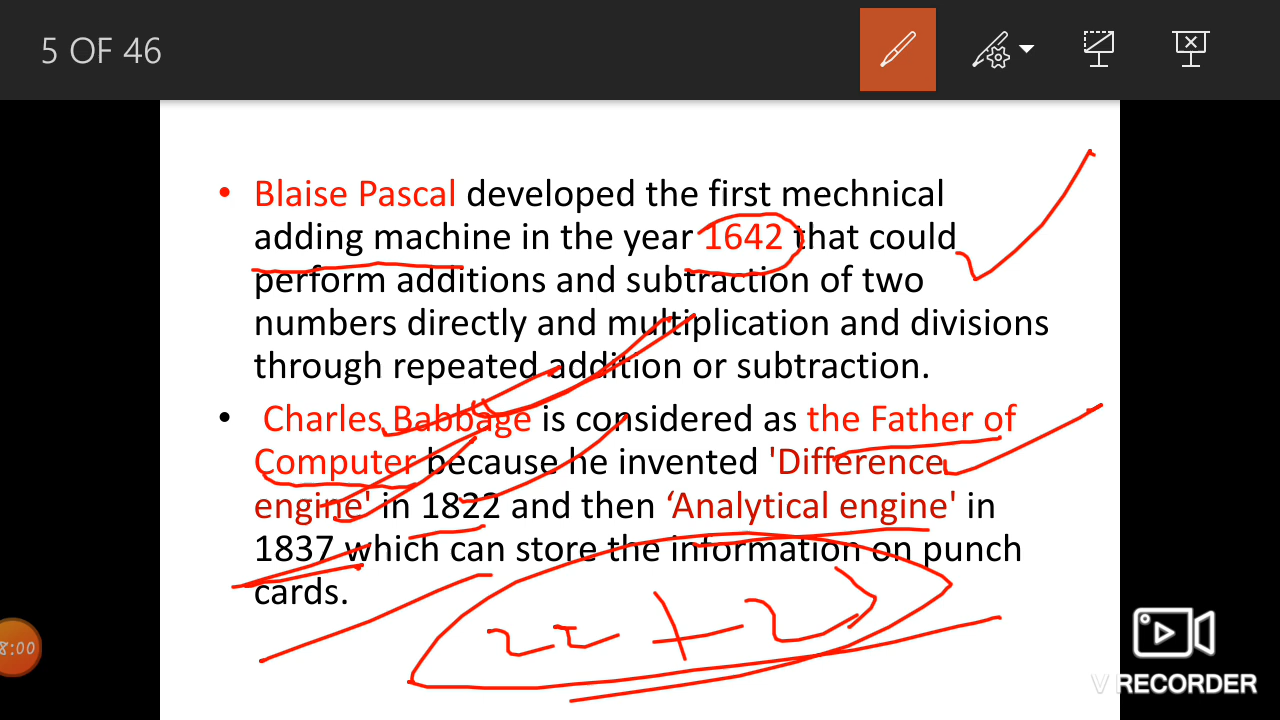 5 OF 46
• Blaise Pascal developed the first mechnical
adding machine in the year 1642 that could
perform additions and subtraction of two
numbers directly and multiplication and divisions
through repeated addition or subtraction.
• Charles Babbage is considered as the Father of
Computer because he invented 'Difference
engine' in 1822 and then ‘Analytical engine' in
1837 which can store the information on punch
cards.
8:00
V RECORDER